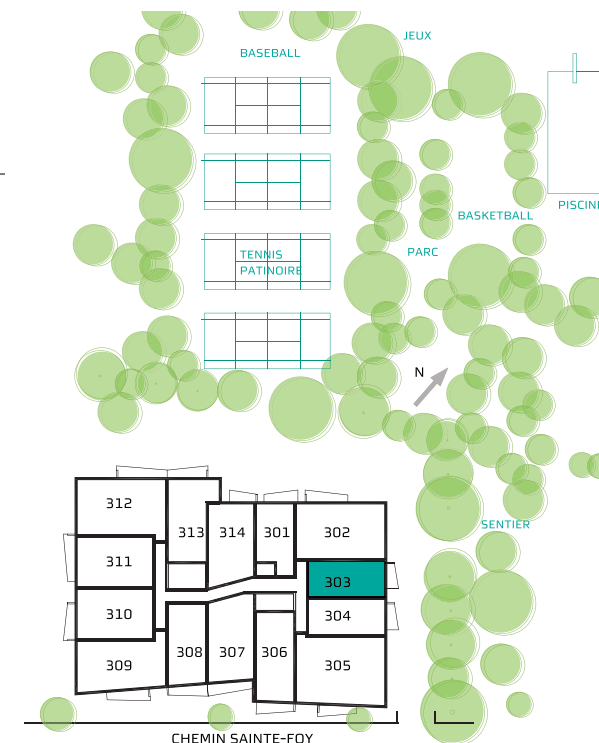 JEUX
BASEBALL
PISCIN
BASKETBALL
PARC
TENNIS
PATINOIRE
N
312
313
314
301
302
311
303
310
304
309
308
307
306
305
SENTIER
CHEMIN SAINTE-FOY